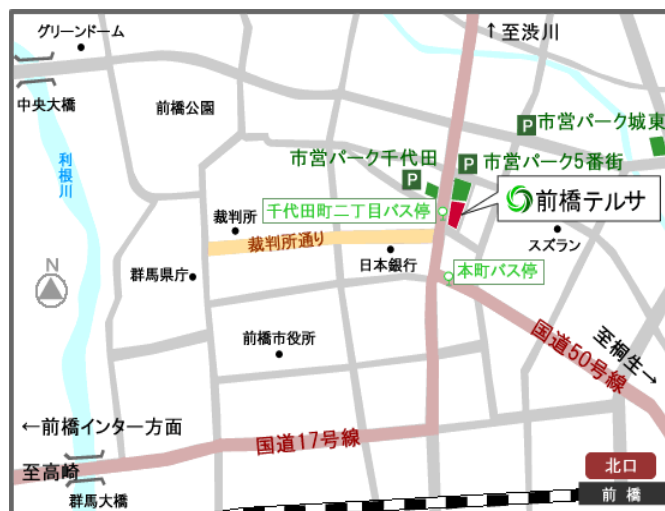 グリーンドーム
↑至渋川
中央大橋
前橋公園
P
市営パーク城東
利根川
市営パーク千代田
P
P
市営パーク5番街
前橋テルサ
千代田町二丁目バス停
裁判所
裁判所通り
スズラン
日本銀行
本町バス停
N
群馬県庁
前橋市役所
国道50号線
至桐生→
←前橋インター方面
国道17号線
至高崎
北口
前橋
群馬大橋